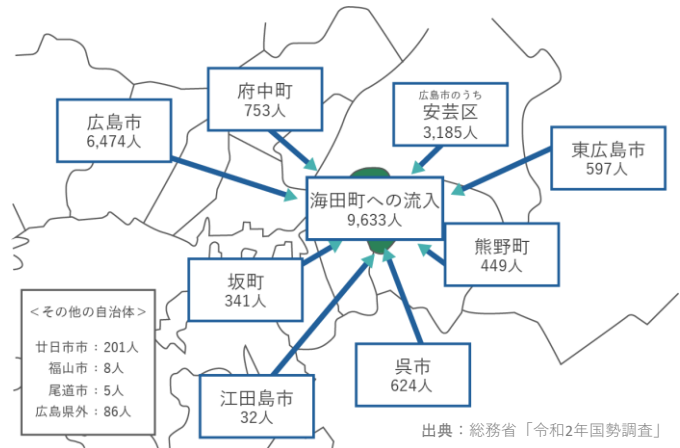 府中町
753人
広島市のうち
安芸区
3,185人
広島市
6,474人
東広島市
597人
海田町への流入
9,633人
熊野町
449人
坂町
341人
<その他の自治体>
廿日市市：201人
福山市：8人
尾道市：5人
広島県外：86人
呉市
624人
江田島市
32人
出典：総務省「令和2年国勢調査」